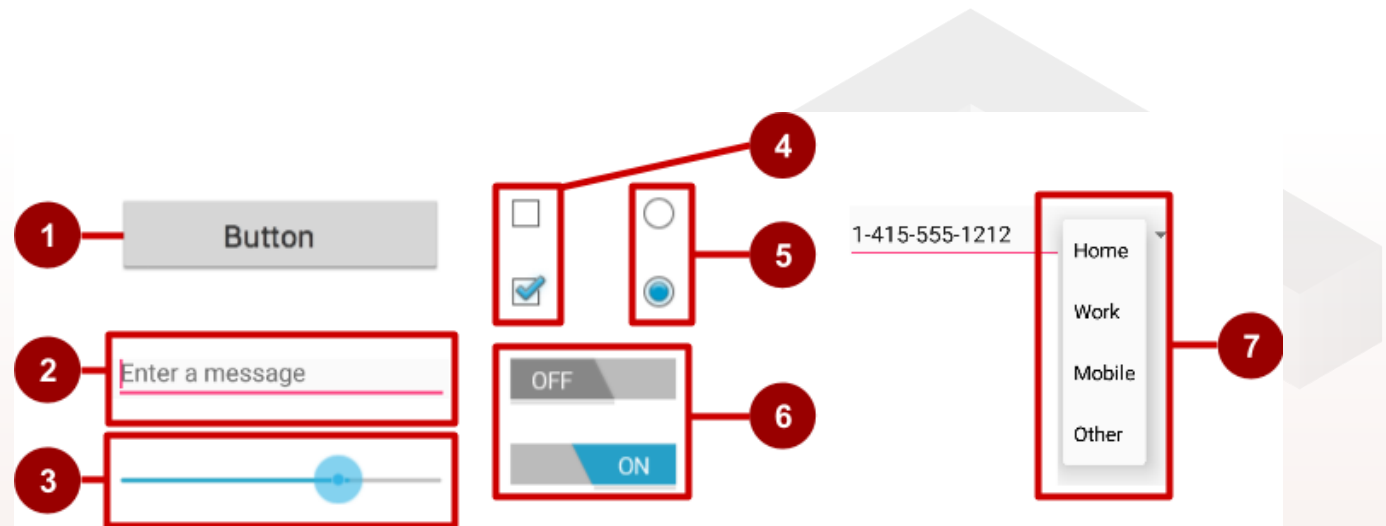 4
1
Button
5
1-415-555-1212
Home
Work
Mobile
Other
7
2
Enter a message
OFF
6
ON
3